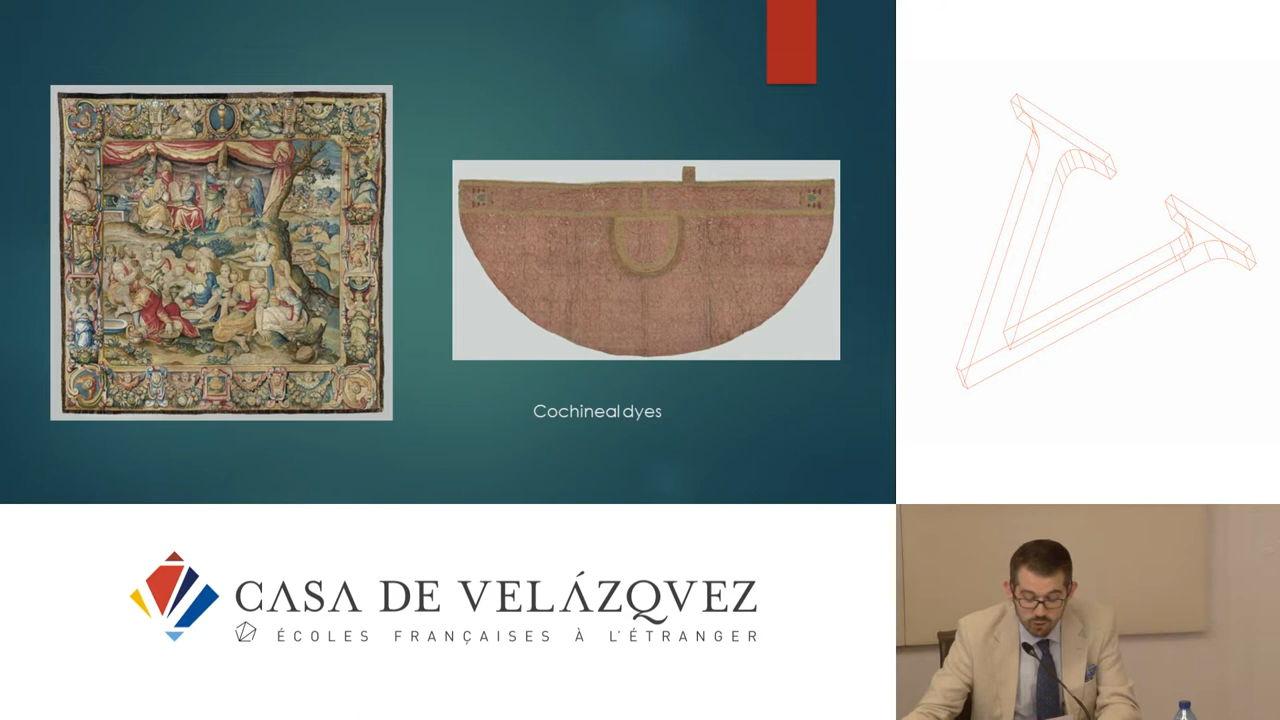 Cochineal dyes
CASA DE VELÁZQVEZ
ÉCOLES FRANÇAISES À L'ÉTRANGER